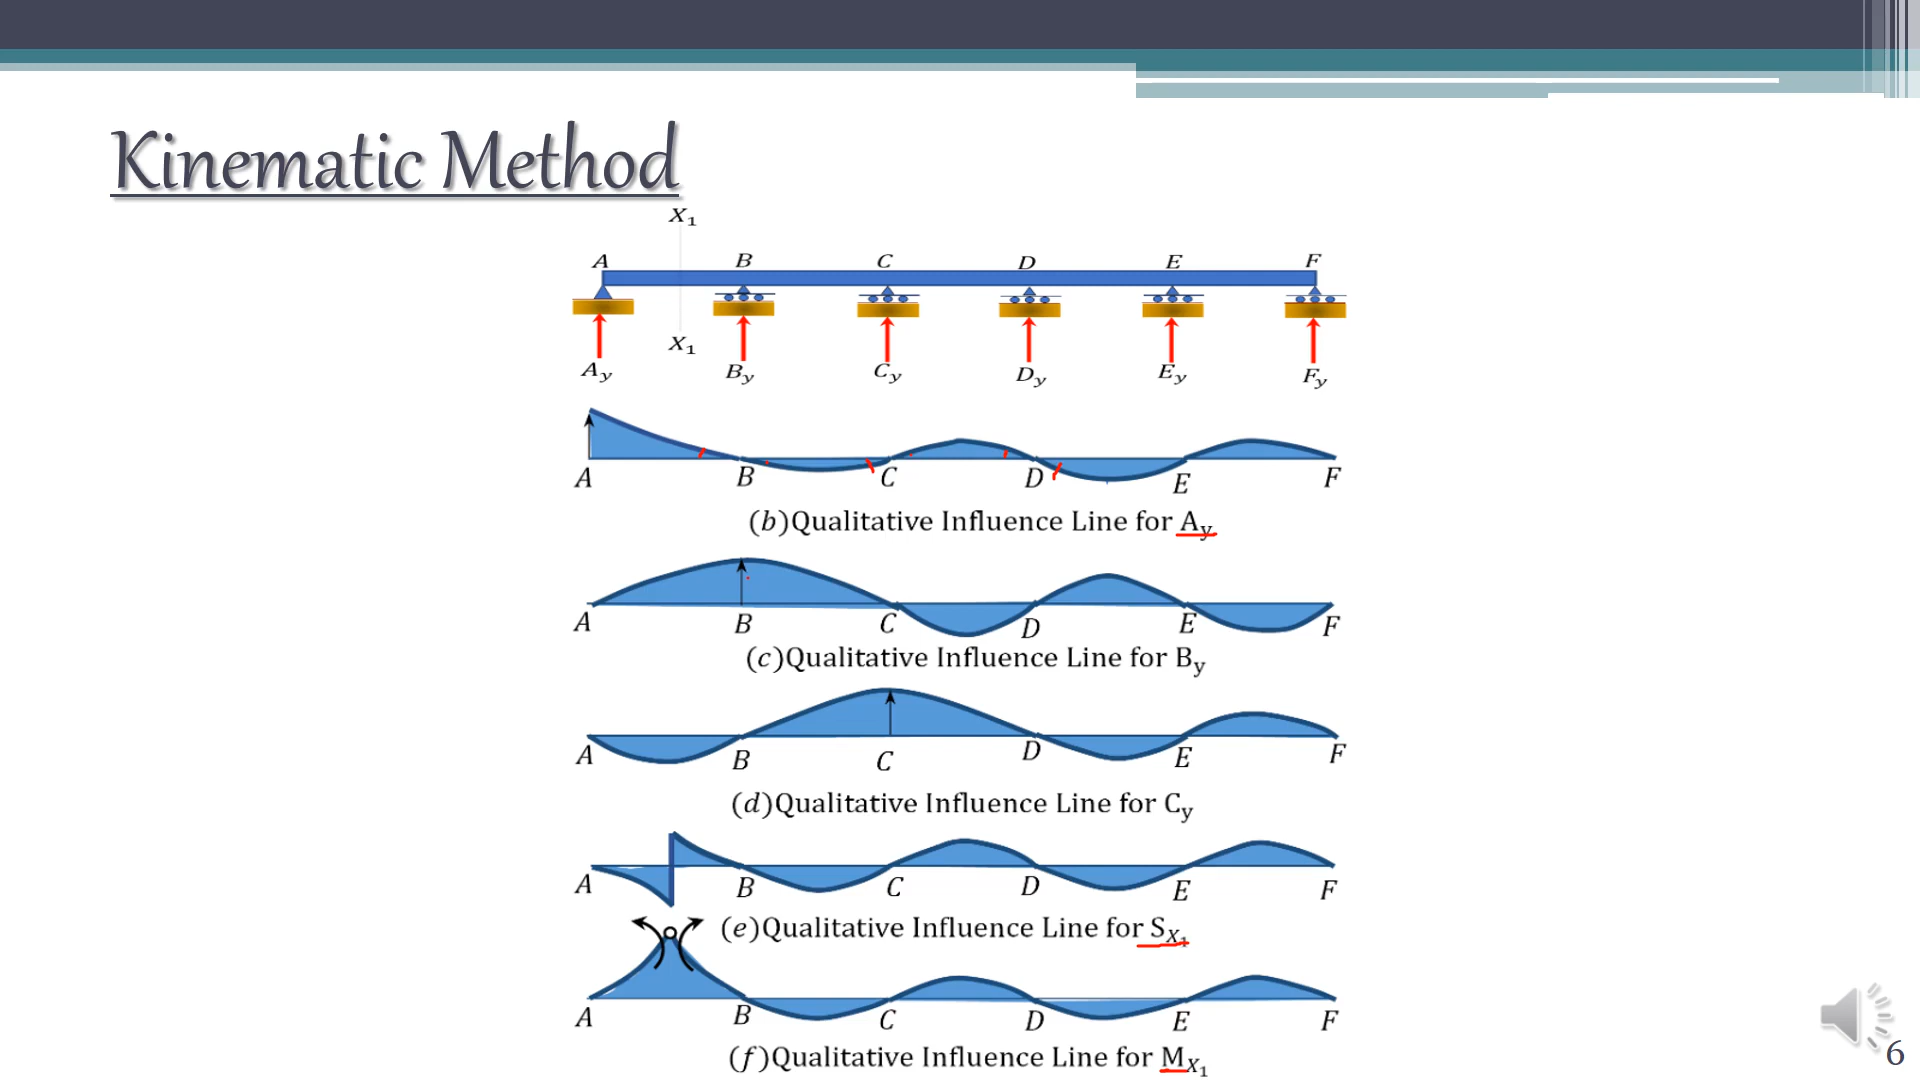 Kinematic Method
X₁
A B C D E F
X₁
A_y B_y C_y D_y E_y F_y
A B C D E F
(b)Qualitative Influence Line for A_y
A B C D E F
(c)Qualitative Influence Line for B_y
A B C D E F
(d)Qualitative Influence Line for C_y
A B C D E F
(e)Qualitative Influence Line for S_X₁
A B C D E F
(f)Qualitative Influence Line for M_X₁
6